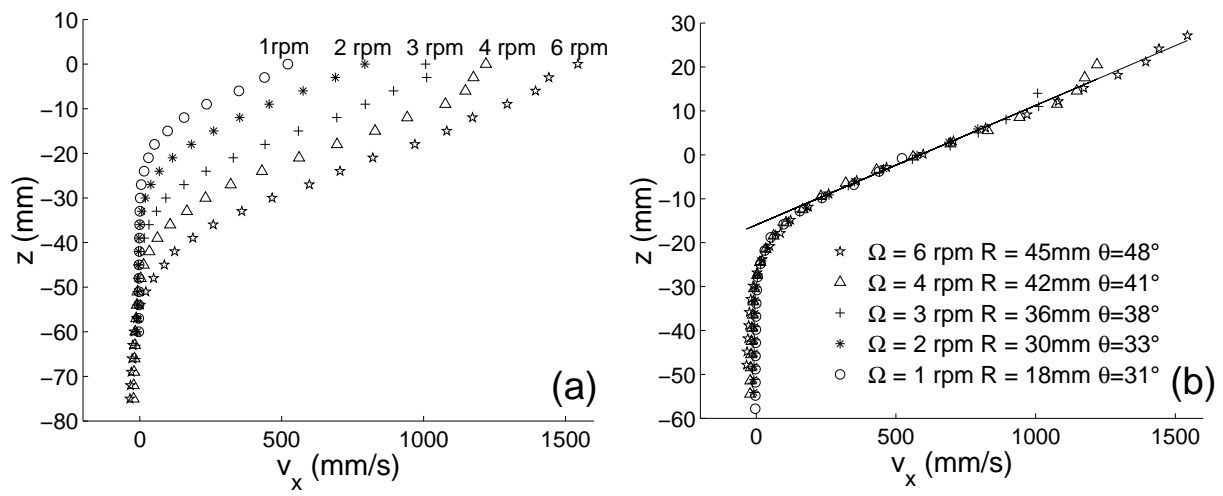 10
0
-10
-20
-30
-40
-50
-60
-70
-80
z (mm)
1rpm 2 rpm 3 rpm 4 rpm 6 rpm
(a)
0 500 1000 1500
v_x (mm/s)
30
20
10
0
-10
-20
-30
-40
-50
-60
z (mm)
Ω = 6 rpm R = 45mm θ=48°
Ω = 4 rpm R = 42mm θ=41°
Ω = 3 rpm R = 36mm θ=38°
Ω = 2 rpm R = 30mm θ=33°
Ω = 1 rpm R = 18mm θ=31°
(b)
0 500 1000 1500
v_x (mm/s)